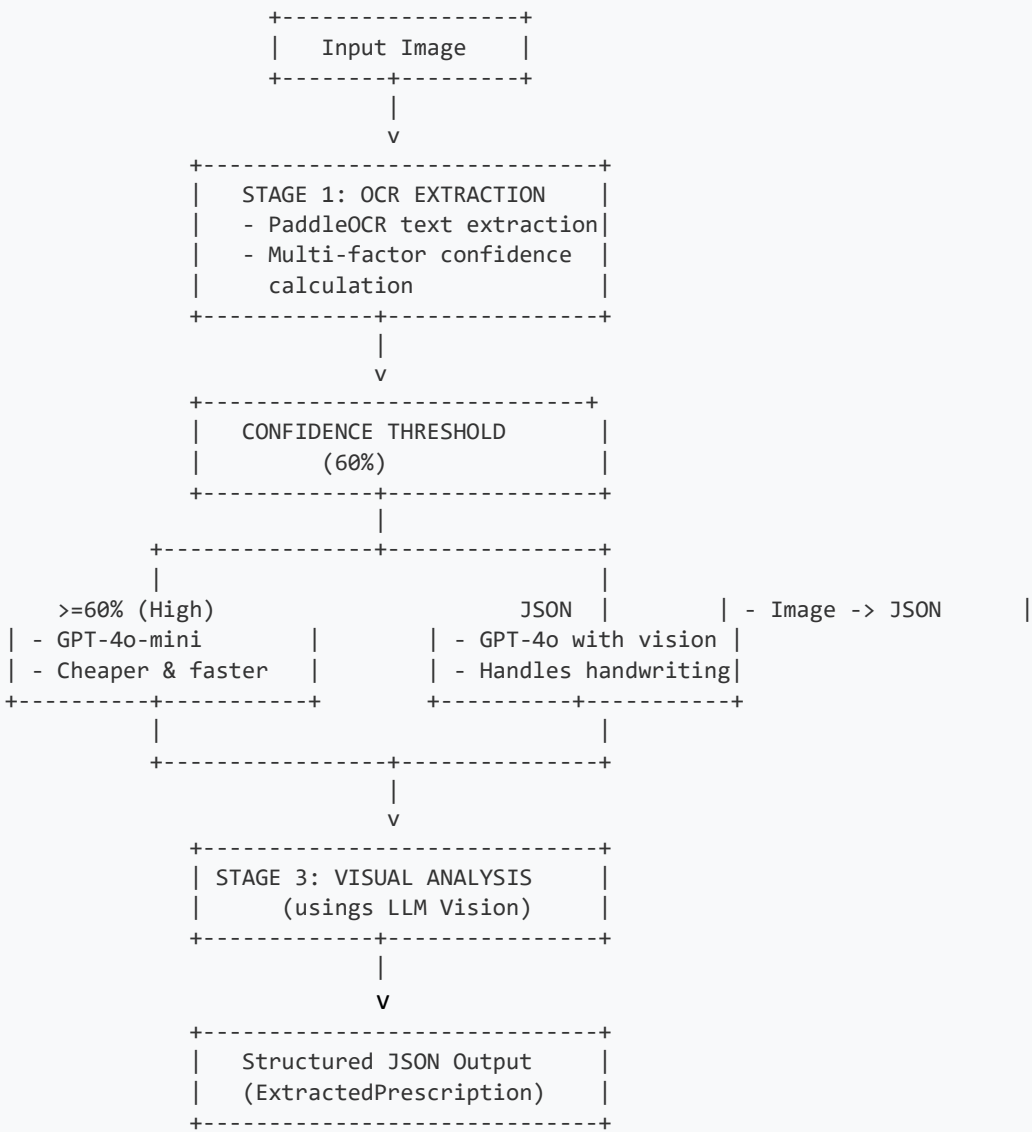 +------------------+
|   Input Image    |
+--------+---------+
|
v
+------------------------------+
|   STAGE 1: OCR EXTRACTION    |
|   - PaddleOCR text extraction|
|   - Multi-factor confidence  |
|     calculation              |
+-------------+----------------+
|
v
+-----------------------------+
|   CONFIDENCE THRESHOLD       |
|         (60%)                |
+-------------+----------------+
|
+----------------+----------------+
|                                  |
>=60% (High)                       JSON  |        | - Image -> JSON      |
| - GPT-4o-mini        |        | - GPT-4o with vision |
| - Cheaper & faster   |        | - Handles handwriting|
+----------+-----------+        +----------+-----------+
|                                  |
+-----------------+---------------+
|
v
+------------------------------+
| STAGE 3: VISUAL ANALYSIS     |
|      (usings LLM Vision)     |
+-------------+----------------+
|
v
+------------------------------+
|   Structured JSON Output     |
|   (ExtractedPrescription)    |
+------------------------------+